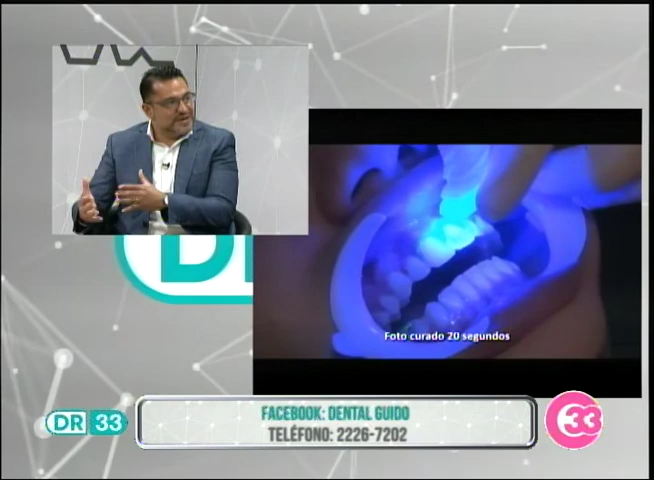 Foto curado 20 segundos
FACEBOOK: DENTAL GUIDO
TELÉFONO: 2226-7202
DR 33
33